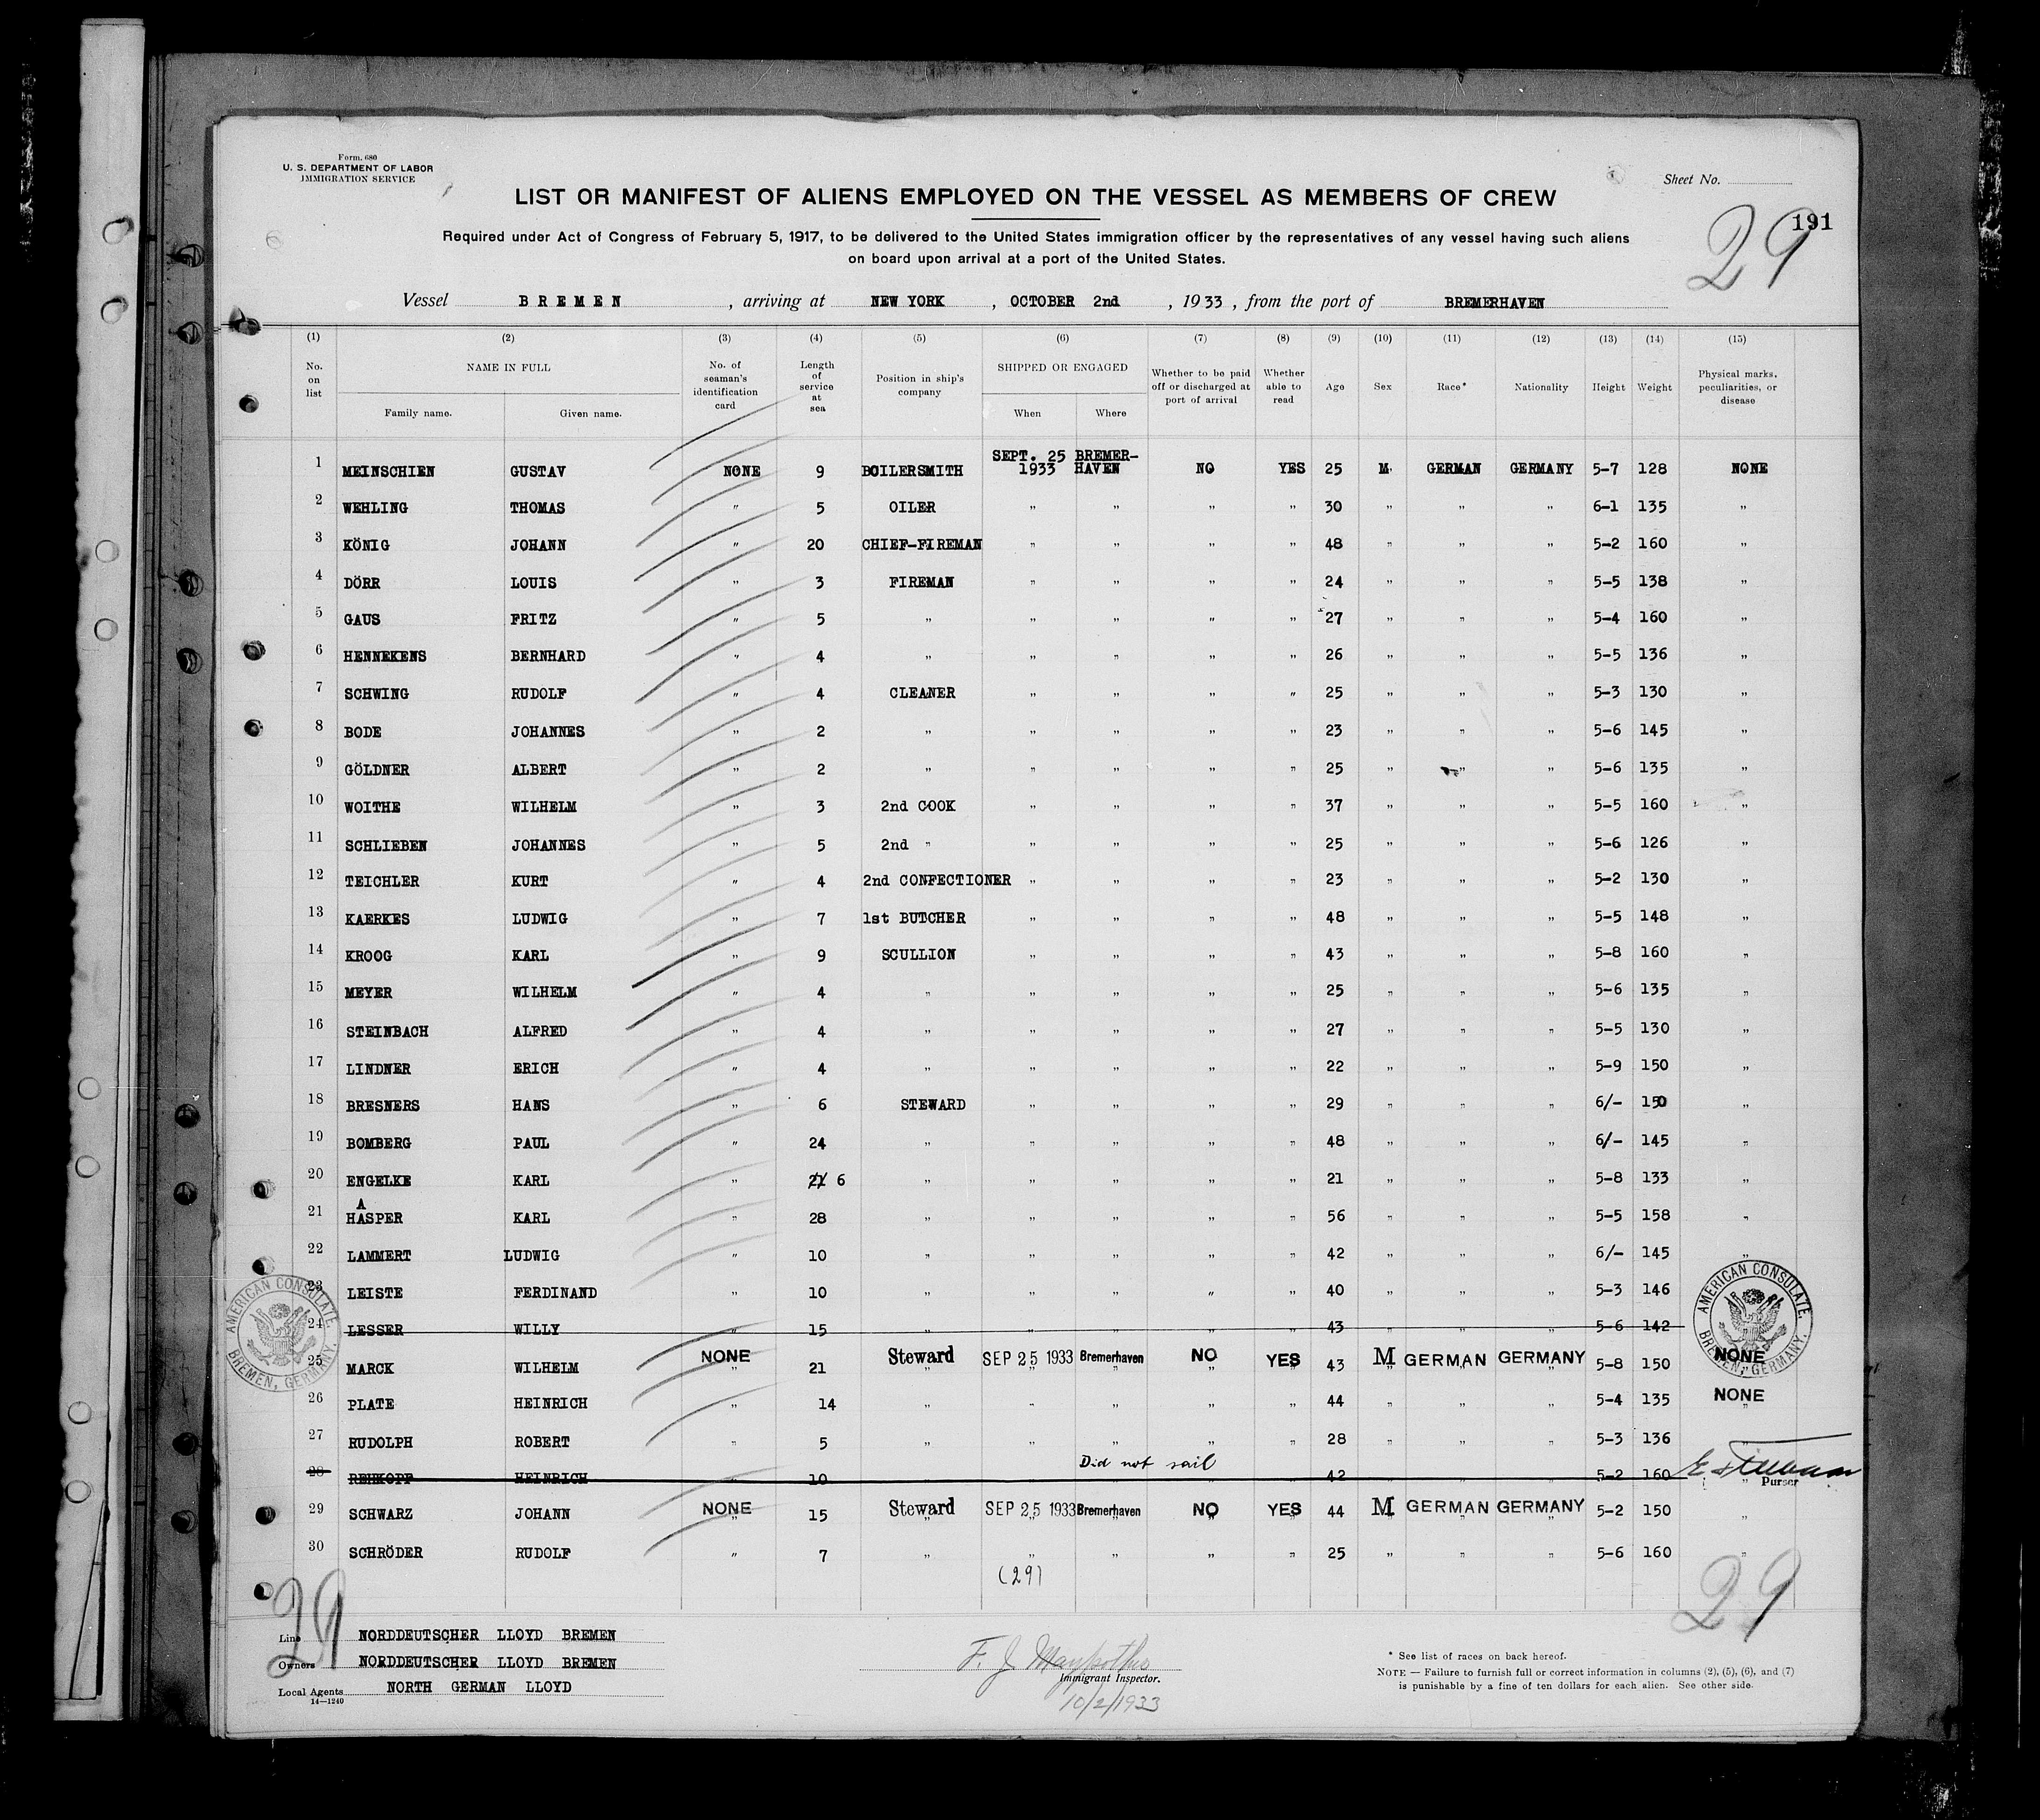 Form. 680
U. S. DEPARTMENT OF LABOR
IMMIGRATION SERVICE
Sheet No.
LIST OR MANIFEST OF ALIENS EMPLOYED ON THE VESSEL AS MEMBERS OF CREW
29 191
Required under Act of Congress of February 5, 1917, to be delivered to the United States immigration officer by the representatives of any vessel having such aliens
on board upon arrival at a port of the United States.
Vessel BREMEN , arriving at NEW YORK , OCTOBER 2nd , 1933 , from the port of BREMERHAVEN
(1) (2) (3) (4) (5) (6) (7) (8) (9) (10) (11) (12) (13) (14) (15)
No. on list
NAME IN FULL
Family name. Given name.
No. of seaman's identification card
Length of service at sea
Position in ship's company
SHIPPED OR ENGAGED
When Where
Whether to be paid off or discharged at port of arrival
Whether able to read
Age
Sex
Race*
Nationality
Height
Weight
Physical marks, peculiarities, or disease
1 MEINSCHIEN GUSTAV NONE 9 BOILERSMITH SEPT. 25 1933 BREMER-HAVEN NO YES 25 M GERMAN GERMANY 5-7 128 NONE
2 WEHLING THOMAS " 5 OILER " " " " 30 " " " 6-1 135 "
3 KÖNIG JOHANN " 20 CHIEF-FIREMAN " " " " 48 " " " 5-2 160 "
4 DÖRR LOUIS " 3 FIREMAN " " " " 24 " " " 5-5 138 "
5 GAUS FRITZ " 5 " " " " " 27 " " " 5-4 160 "
6 HENNEKENS BERNHARD " 4 " " " " " 26 " " " 5-5 136 "
7 SCHWING RUDOLF " 4 CLEANER " " " " 25 " " " 5-3 130 "
8 BODE JOHANNES " 2 " " " " " 23 " " " 5-6 145 "
9 GÖLDNER ALBERT " 2 " " " " " 25 " " " 5-6 135 "
10 WOITHE WILHELM " 3 2nd COOK " " " " 37 " " " 5-5 160 "
11 SCHLIEBEN JOHANNES " 5 2nd " " " " " 25 " " " 5-6 126 "
12 TEICHLER KURT " 4 2nd CONFECTIONER " " " " 23 " " " 5-2 130 "
13 KAERKES LUDWIG " 7 1st BUTCHER " " " " 48 " " " 5-5 148 "
14 KROOG KARL " 9 SCULLION " " " " 43 " " " 5-8 160 "
15 MEYER WILHELM " 4 " " " " " 25 " " " 5-6 135 "
16 STEINBACH ALFRED " 4 " " " " " 27 " " " 5-5 130 "
17 LINDNER ERICH " 4 " " " " " 22 " " " 5-9 150 "
18 BRESNERS HANS " 6 STEWARD " " " " 29 " " " 6/- 150 "
19 BOMBERG PAUL " 24 " " " " " 48 " " " 6/- 145 "
20 ENGELKE KARL " 21 6 " " " " " 21 " " " 5-8 133 "
A
21 HASPER KARL " 28 " " " " " 56 " " " 5-5 158 "
22 LAMMERT LUDWIG " 10 " " " " " 42 " " " 6/- 145 "
23 LEISTE FERDINAND " 10 " " " " " 40 " " " 5-3 146
24 LESSER WILLY " 15 " " " " " 43 " " " 5-6 142
25 MARCK WILHELM NONE 21 Steward SEP 25 1933 Bremerhaven NO YES 43 M GERMAN GERMANY 5-8 150 NONE
26 PLATE HEINRICH " 14 " " " " " 44 " " " 5-4 135 NONE
27 RUDOLPH ROBERT " 5 " " " " " 28 " " " 5-3 136
Did not sail
28 REHKOPF HEINRICH 10 42 5-2 160 "
Purser
29 SCHWARZ JOHANN NONE 15 Steward SEP 25 1933 Bremerhaven NO YES 44 M GERMAN GERMANY 5-2 150 "
30 SCHRÖDER RUDOLF " 7 " " " " " 25 " " " 5-6 160 "
(29)
AMERICAN CONSULATE, BREMEN, GERMANY.
AMERICAN CONSULATE, BREMEN, GERMANY.
29 29
Line NORDDEUTSCHER LLOYD BREMEN
Owners NORDDEUTSCHER LLOYD BREMEN
Local Agents NORTH GERMAN LLOYD
14—1240
F. J.
Immigrant Inspector.
10/2/1933
* See list of races on back hereof.
NOTE — Failure to furnish full or correct information in columns (2), (5), (6), and (7)
is punishable by a fine of ten dollars for each alien. See other side.